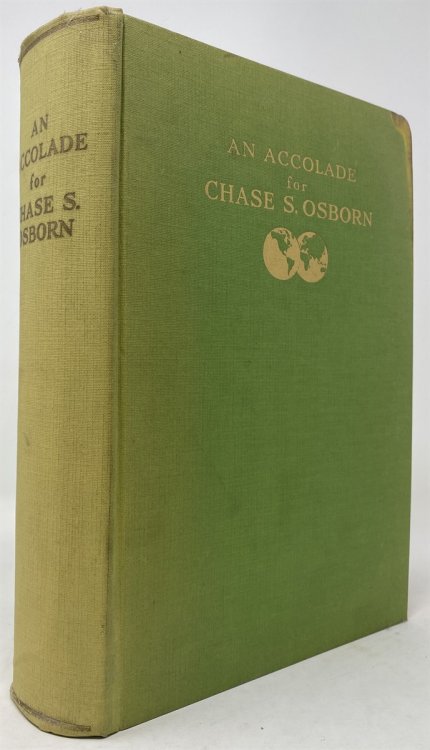 AN
ACCOLADE
for
CHASE S.
OSBORN
AN ACCOLADE
for
CHASE S. OSBORN